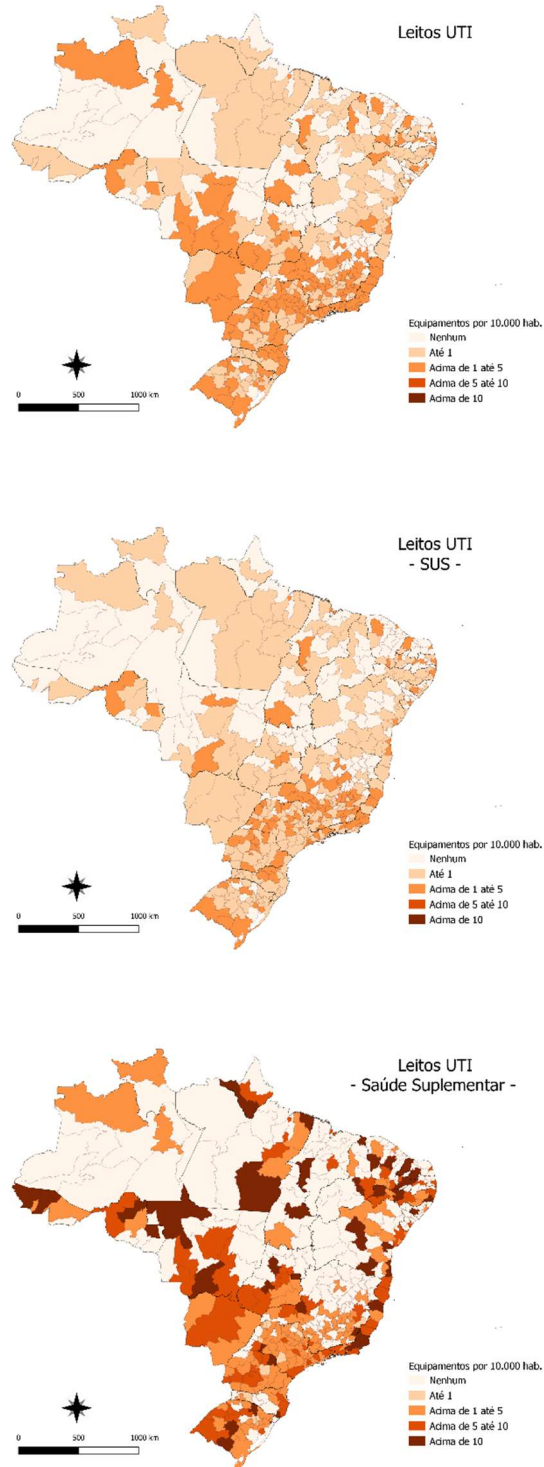 Leitos UTI
Equipamentos por 10.000 hab.
Nenhum
Até 1
Acima de 1 até 5
Acima de 5 até 10
Acima de 10
0 500 1000 km
Leitos UTI
- SUS -
Equipamentos por 10.000 hab.
Nenhum
Até 1
Acima de 1 até 5
Acima de 5 até 10
Acima de 10
0 500 1000 km
Leitos UTI
- Saúde Suplementar -
Equipamentos por 10.000 hab.
Nenhum
Até 1
Acima de 1 até 5
Acima de 5 até 10
Acima de 10
0 500 1000 km